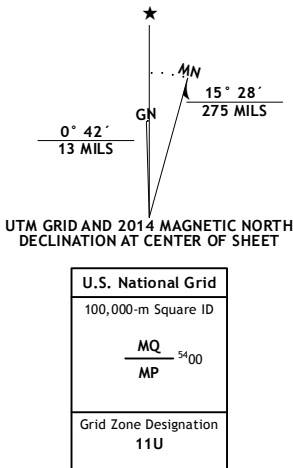 MN
GN
15° 28´
275 MILS
0° 42´
13 MILS
UTM GRID AND 2014 MAGNETIC NORTH
DECLINATION AT CENTER OF SHEET
U.S. National Grid
100,000-m Square ID
MQ
5400
MP
Grid Zone Designation
11U